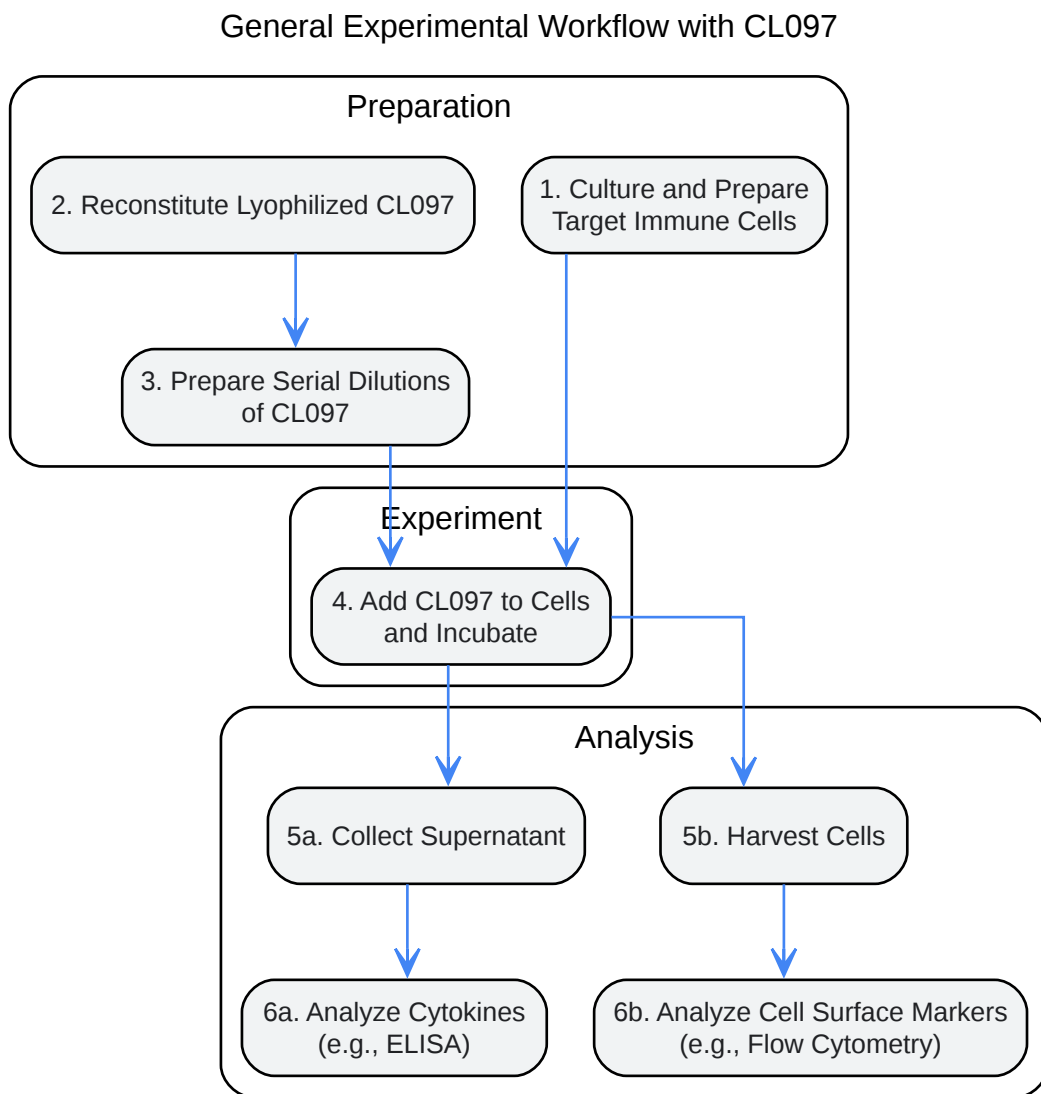 General Experimental Workflow with CL097
Preparation
2. Reconstitute Lyophilized CL097
1. Culture and Prepare
Target Immune Cells
3. Prepare Serial Dilutions
of CL097
Experiment
4. Add CL097 to Cells
and Incubate
Analysis
5a. Collect Supernatant
5b. Harvest Cells
6a. Analyze Cytokines
(e.g., ELISA)
6b. Analyze Cell Surface Markers
(e.g., Flow Cytometry)